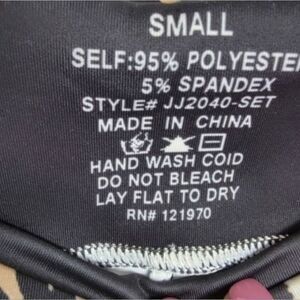 SMALL
SELF:95% POLYESTER
5% SPANDEX
STYLE# JJ2040-SET
MADE IN CHINA
HAND WASH COID
DO NOT BLEACH
LAY FLAT TO DRY
RN# 121970